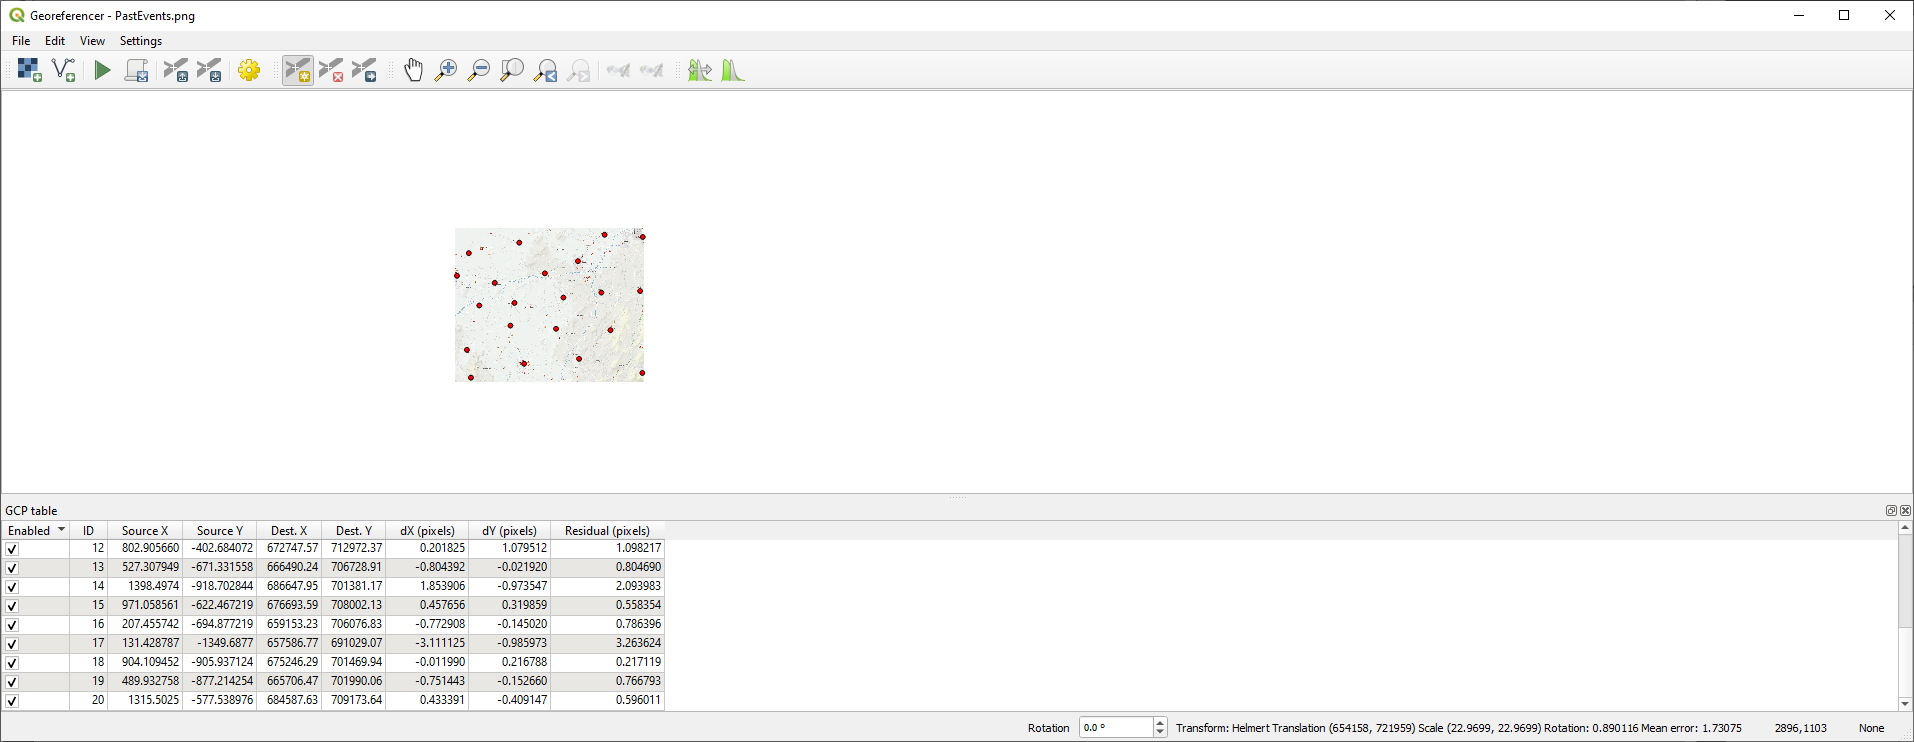 Georeferencer - PastEvents.png
File Edit View Settings
GCP table
Enabled ID Source X Source Y Dest. X Dest. Y dX (pixels) dY (pixels) Residual (pixels)
12 802.905660 -402.684072 672747.57 712972.37 0.201825 1.079512 1.098217
13 527.307949 -671.331558 666490.24 706728.91 -0.804392 -0.021920 0.804690
14 1398.4974 -918.702844 686647.95 701381.17 1.853906 -0.973547 2.093983
15 971.058561 -622.467219 676693.59 708002.13 0.457656 0.319859 0.558354
16 207.455742 -694.877219 659153.23 706076.83 -0.772908 -0.145020 0.786396
17 131.428787 -1349.6877 657586.77 691029.07 -3.111125 -0.985973 3.263624
18 904.109452 -905.937124 675246.29 701469.94 -0.011990 0.216788 0.217119
19 489.932758 -877.214254 665706.47 701990.06 -0.751443 -0.152660 0.766793
20 1315.5025 -577.538976 684587.63 709173.64 0.433391 -0.409147 0.596011
Rotation 0.0 ° Transform: Helmert Translation (654158, 721959) Scale (22.9699, 22.9699) Rotation: 0.890116 Mean error: 1.73075 2896,1103 None